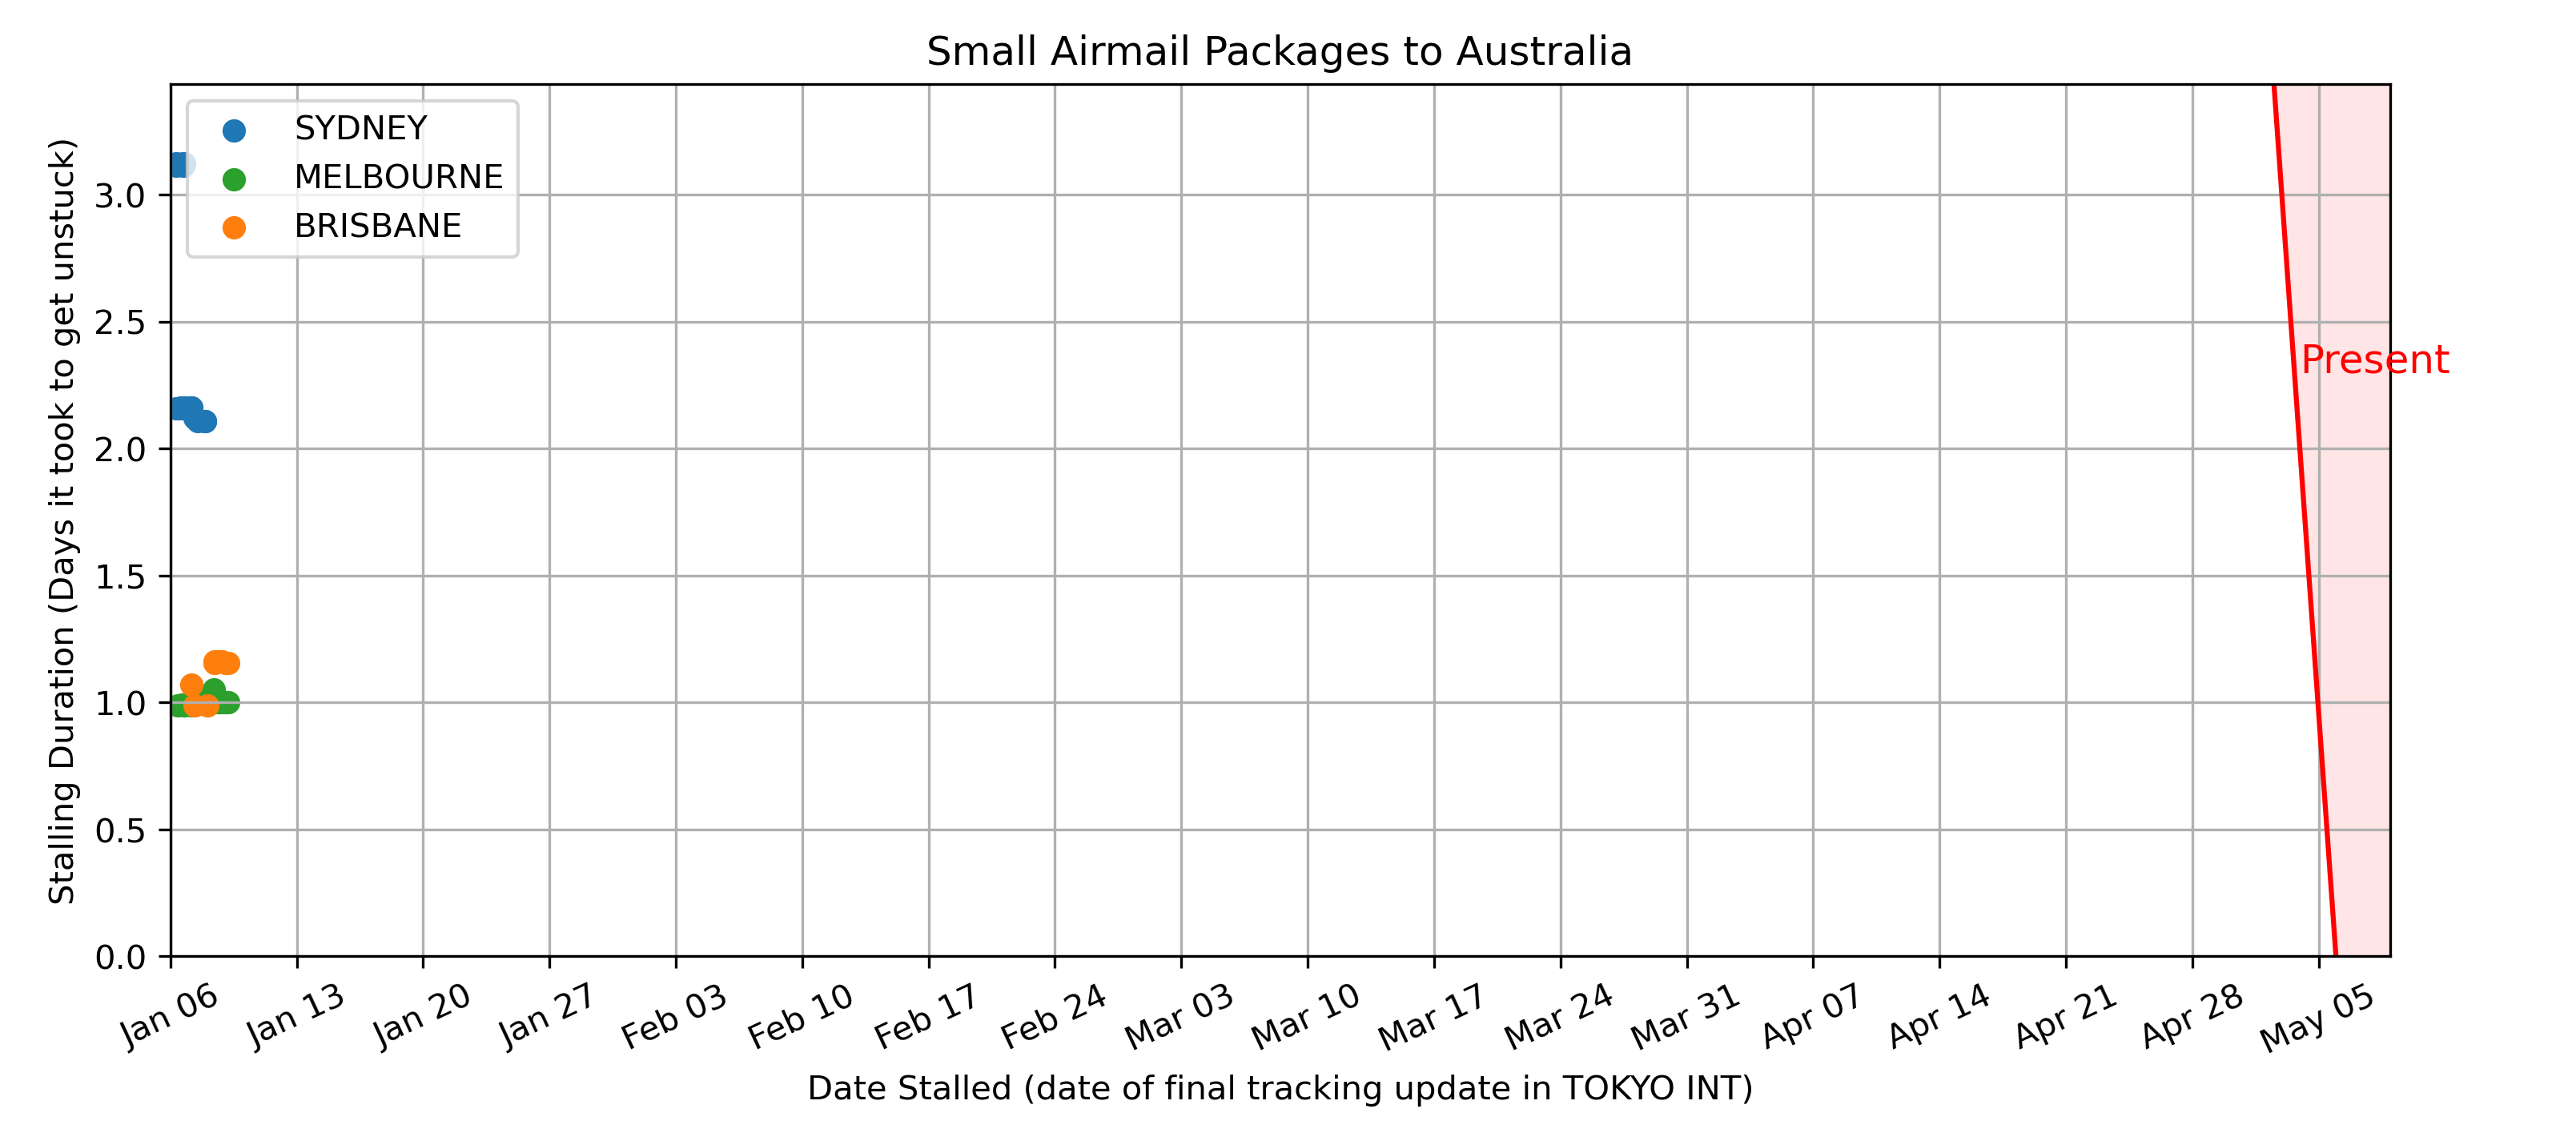 Small Airmail Packages to Australia
SYDNEY
MELBOURNE
BRISBANE
Stalling Duration (Days it took to get unstuck)
3.0
2.5
2.0
1.5
1.0
0.5
0.0
Present
Jan 06
Jan 13
Jan 20
Jan 27
Feb 03
Feb 10
Feb 17
Feb 24
Mar 03
Mar 10
Mar 17
Mar 24
Mar 31
Apr 07
Apr 14
Apr 21
Apr 28
May 05
Date Stalled (date of final tracking update in TOKYO INT)